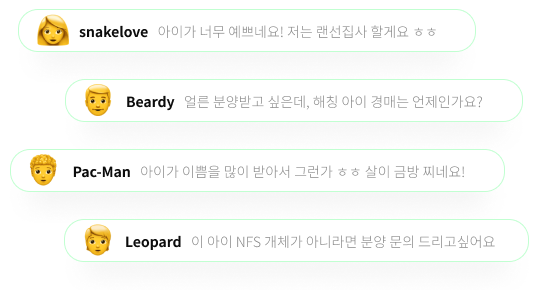 snakelove 아이가 너무 예쁘네요! 저는 랜선집사 할게요 ㅎㅎ
Beardy 얼른 분양받고 싶은데, 해칭 아이 경매는 언제인가요?
Pac-Man 아이가 이쁨을 많이 받아서 그런가 ㅎㅎ 살이 금방 찌네요!
Leopard 이 아이 NFS 개체가 아니라면 분양 문의 드리고싶어요